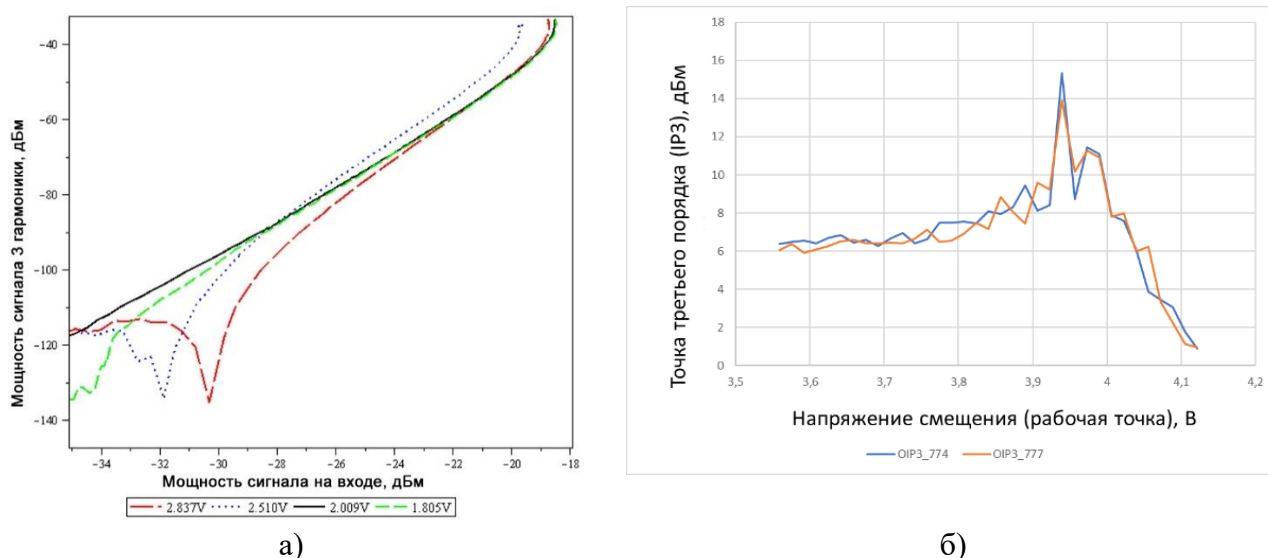 Мощность сигнала 3 гармоники, дБм
−40
−60
−80
−100
−120
−140
−34
−30
−26
−22
−20
−18
Мощность сигнала на входе, дБм
2.837V
2.510V
2.009V
1.805V
а)
Точка третьего порядка (IP3), дБм
18
16
14
12
10
8
6
4
2
0
3,5
3,6
3,7
3,8
3,9
4
4,1
4,2
Напряжение смещения (рабочая точка), В
OIP3_774
OIP3_777
б)